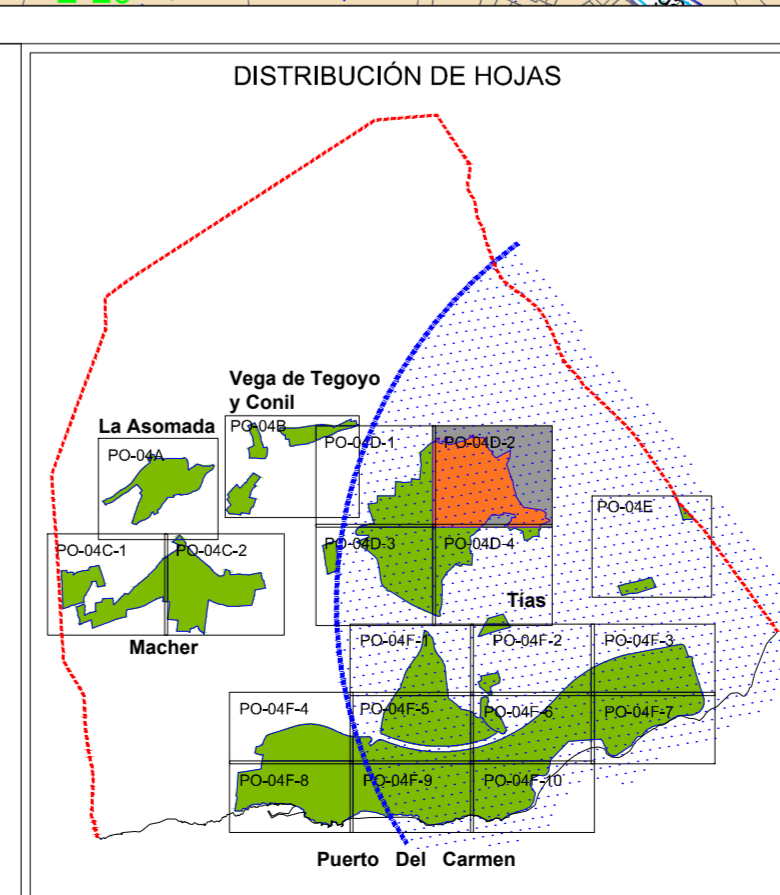 DISTRIBUCIÓN DE HOJAS
Vega de Tegoyo
y Conil
La Asomada
PO-04B
PO-04D-1
PO-04D-2
PO-04A
PO-04E
PO-04C-1
PO-04C-2
PO-04D-3
PO-04D-4
Tías
Macher
PO-04F-1
PO-04F-2
PO-04F-3
PO-04F-4
PO-04F-5
PO-04F-6
PO-04F-7
PO-04F-8
PO-04F-9
PO-04F-10
Puerto Del Carmen